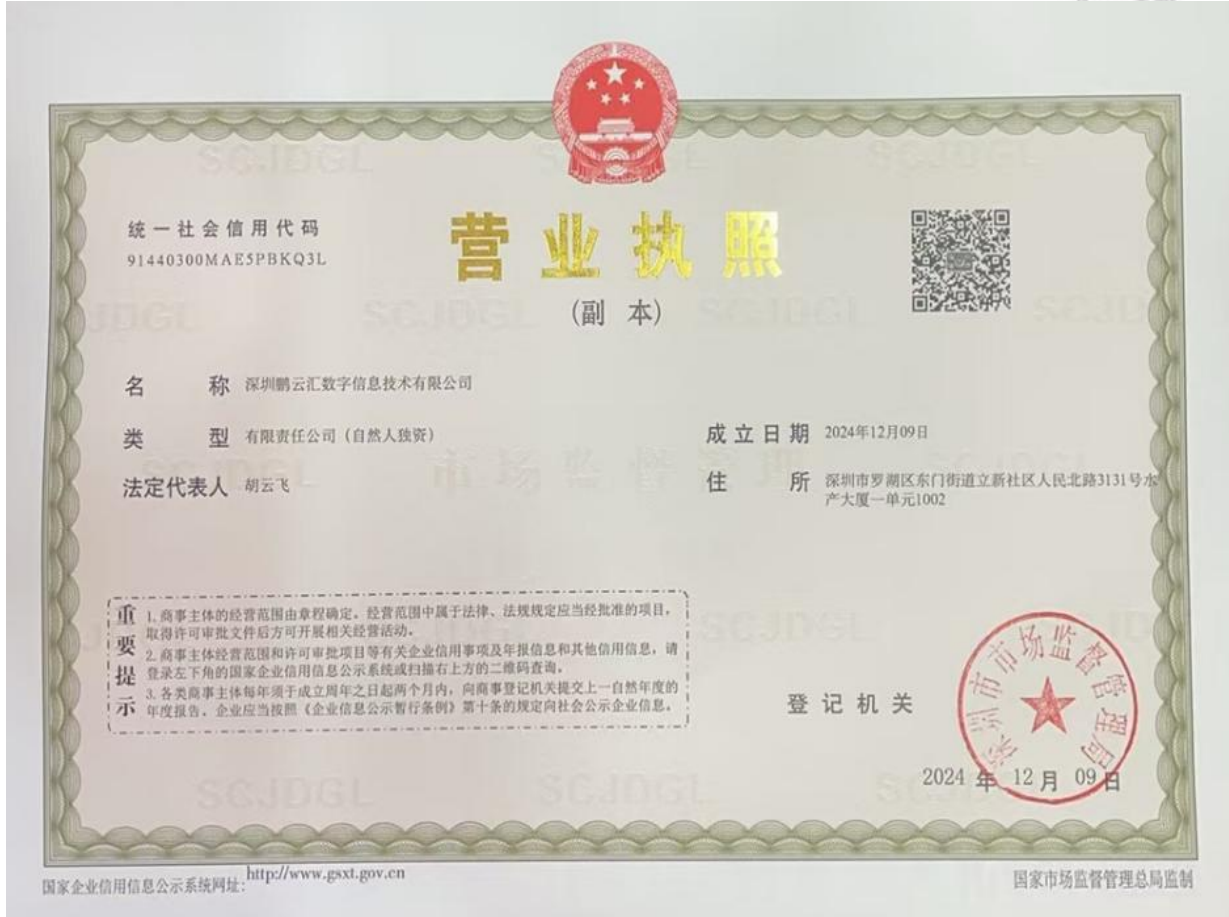 统一社会信用代码
91440300MAE5PBKQ3L
营业执照
(副 本)
名 称 深圳鹏云汇数字信息技术有限公司
类 型 有限责任公司（自然人独资）
成立日期 2024年12月09日
法定代表人 胡云飞
住 所 深圳市罗湖区东门街道立新社区人民北路3131号水
产大厦一单元1002
重要提示
1. 商事主体的经营范围由章程确定。经营范围中属于法律、法规规定应当经批准的项目，
取得许可审批文件后方可开展相关经营活动。
2. 商事主体经营范围和许可审批项目等有关企业信用事项及年报信息和其他信用信息，请
登录左下角的国家企业信用信息公示系统或扫描右上方的二维码查询。
3. 各类商事主体每年须于成立周年之日起两个月内，向商事登记机关提交上一自然年度的
年度报告。企业应当按照《企业信息公示暂行条例》第十条的规定向社会公示企业信息。
登记机关
深圳市市场监督管理局
2024 年 12 月 09 日
国家企业信用信息公示系统网址：http://www.gsxt.gov.cn
国家市场监督管理总局监制
SCJDGL
市场监督管理